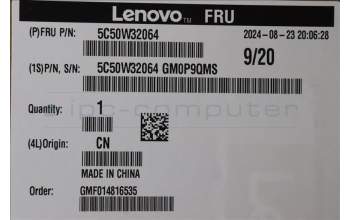 Lenovo™ FRU
(P)FRU P/N: 5C50W32064 2024-08-23 20:06:28
9/20
(1S)P/N, S/N: 5C50W32064 GM0P9QMS
Quantity: 1
(4L)Origin: CN
MADE IN CHINA
Order: GMF014816535